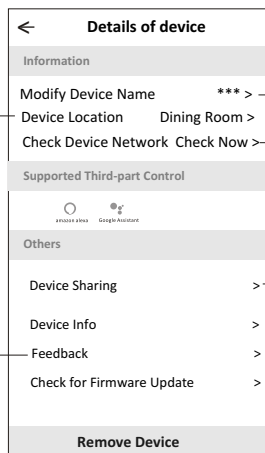 ← Details of device
Information
Modify Device Name *** >
Device Location Dining Room >
Check Device Network Check Now >
Supported Third-part Control
amazon alexa Google Assistant
Others
Device Sharing >
Device Info >
Feedback >
Check for Firmware Update >
Remove Device